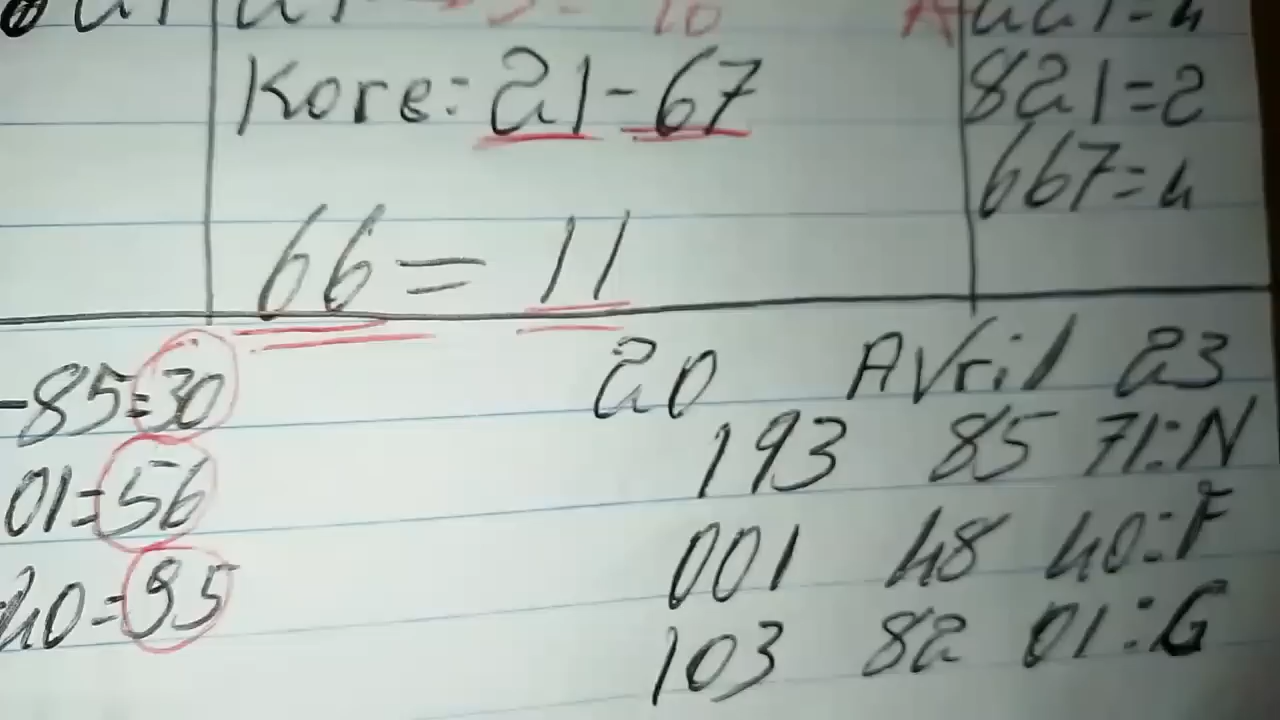 Kore: 21-67
821=2
667=4
66=11
20 Avril 23
-85=30
193 85 71:N
01=56
001 48 40:F
40=95
103 82 01:G